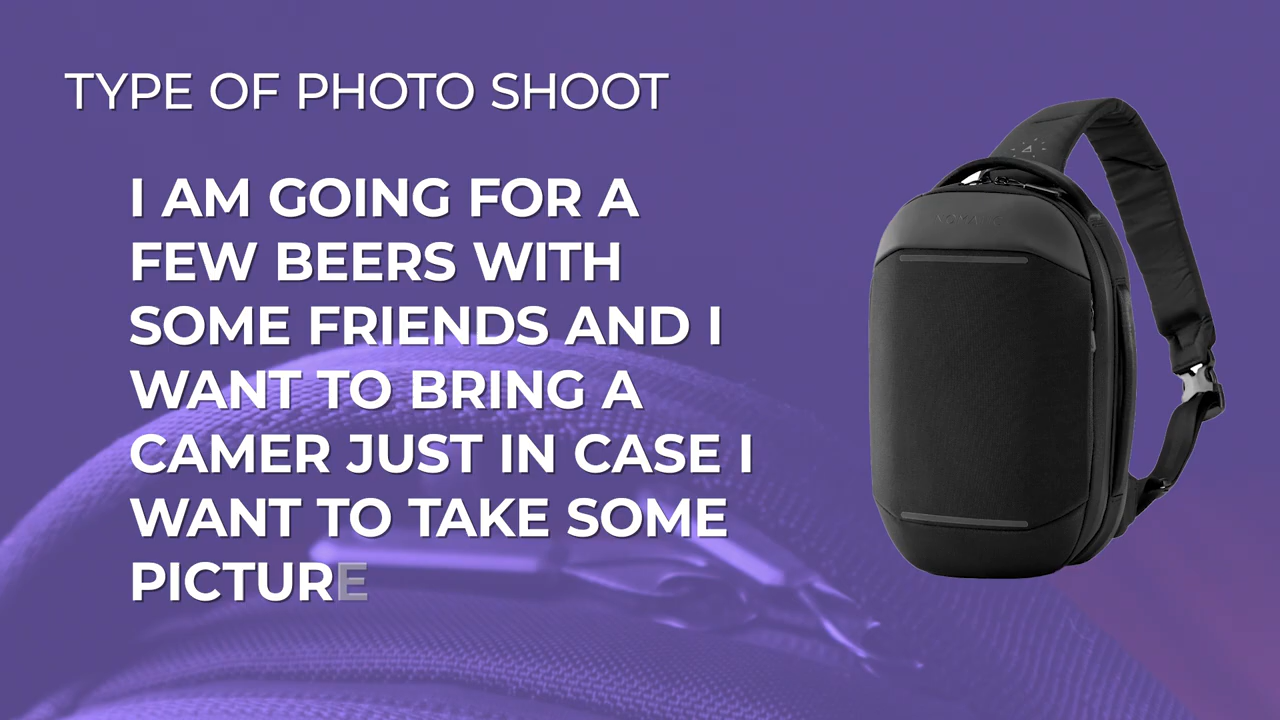 TYPE OF PHOTO SHOOT
I AM GOING FOR A
FEW BEERS WITH
SOME FRIENDS AND I
WANT TO BRING A
CAMER JUST IN CASE I
WANT TO TAKE SOME
PICTURE